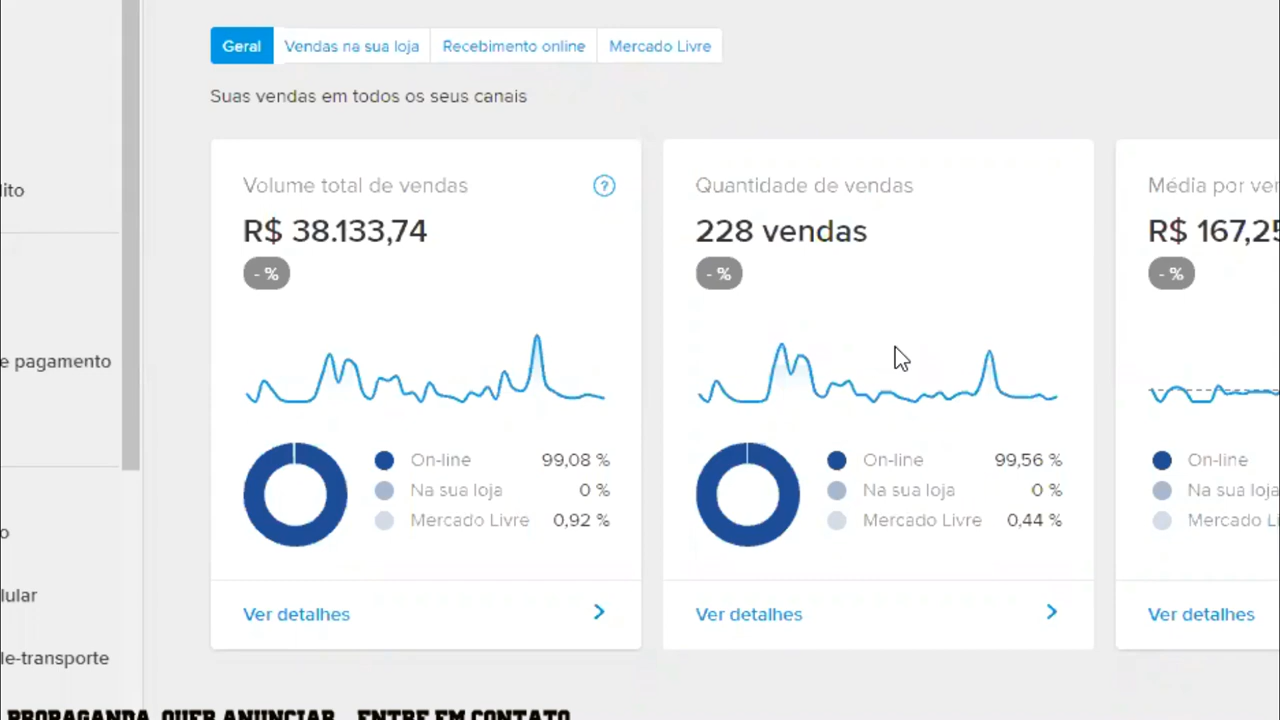 Geral
Vendas na sua loja
Recebimento online
Mercado Livre
Suas vendas em todos os seus canais
Volume total de vendas
?
R$ 38.133,74
- %
On-line 99,08 %
Na sua loja 0 %
Mercado Livre 0,92 %
Ver detalhes
Quantidade de vendas
228 vendas
- %
On-line 99,56 %
Na sua loja 0 %
Mercado Livre 0,44 %
Ver detalhes
Média por ver
R$ 167,25
- %
On-line
Na sua loja
Mercado L
Ver detalhes
dito
e pagamento
o
lular
le-transporte
PROPAGANDA, QUER ANUNCIAR ENTRE EM CONTATO